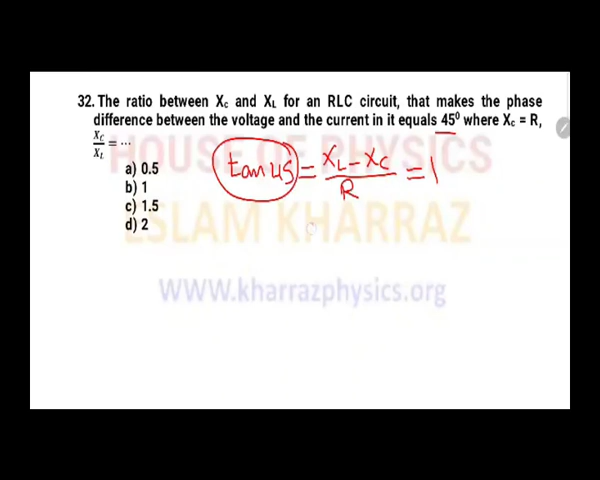 32. The ratio between Xc and XL for an RLC circuit, that makes the phase
difference between the voltage and the current in it equals 45⁰ where Xc = R,
XC/XL = ...
a) 0.5
b) 1
c) 1.5
d) 2
tan 45 = XL - XC / R = 1
HOUSE OF PHYSICS
ESLAM KHARRAZ
www.kharrazphysics.org